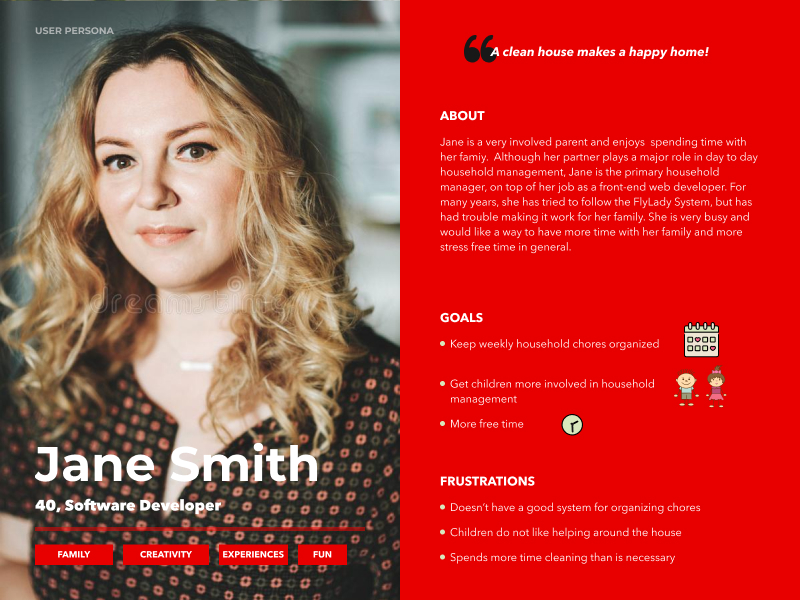 USER PERSONA
dreamstime
Jane Smith
40, Software Developer
FAMILY
CREATIVITY
EXPERIENCES
FUN
“A clean house makes a happy home!
ABOUT
Jane is a very involved parent and enjoys  spending time with
her famiy.  Although her partner plays a major role in day to day
household management, Jane is the primary household
manager, on top of her job as a front-end web developer. For
many years, she has tried to follow the FlyLady System, but has
had trouble making it work for her family. She is very busy and
would like a way to have more time with her family and more
stress free time in general.
GOALS
• Keep weekly household chores organized
• Get children more involved in household
management
• More free time
FRUSTRATIONS
• Doesn’t have a good system for organizing chores
• Children do not like helping around the house
• Spends more time cleaning than is necessary